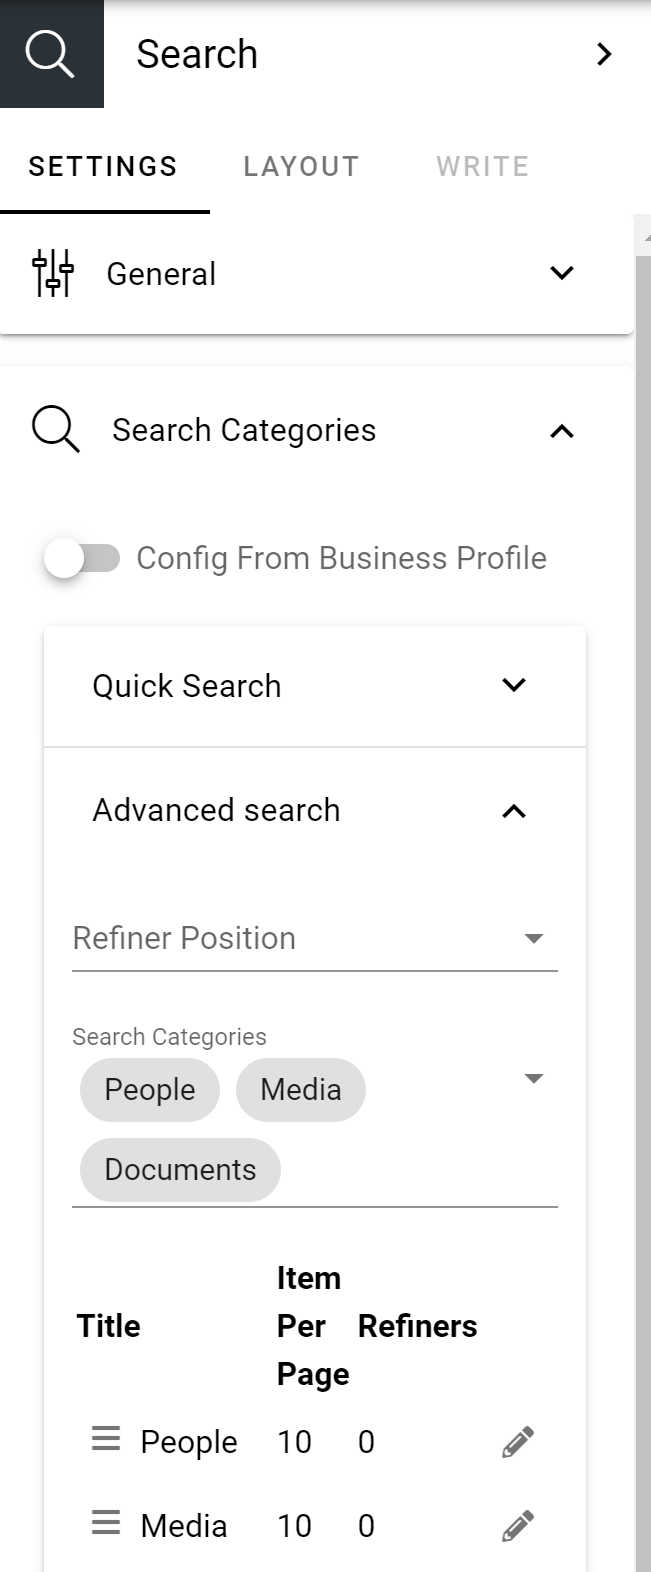 Search
SETTINGS LAYOUT WRITE
General
Search Categories
Config From Business Profile
Quick Search
Advanced search
Refiner Position
Search Categories
People Media
Documents
Title Item Per Page Refiners
People 10 0
Media 10 0